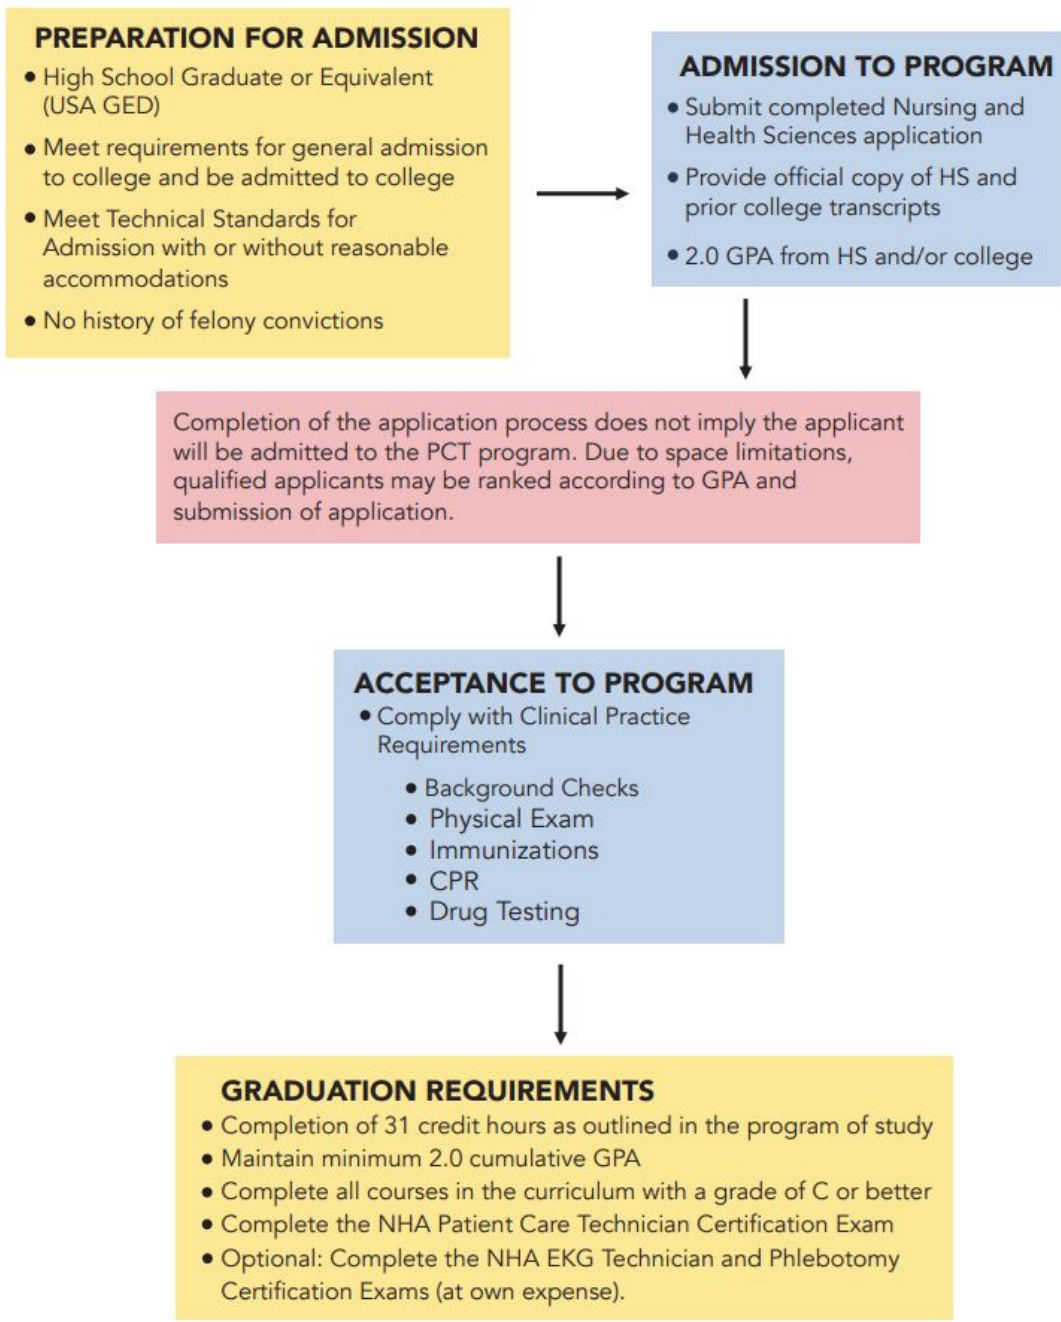 PREPARATION FOR ADMISSION
• High School Graduate or Equivalent
(USA GED)
• Meet requirements for general admission
to college and be admitted to college
• Meet Technical Standards for
Admission with or without reasonable
accommodations
• No history of felony convictions
ADMISSION TO PROGRAM
• Submit completed Nursing and
Health Sciences application
• Provide official copy of HS and
prior college transcripts
• 2.0 GPA from HS and/or college
Completion of the application process does not imply the applicant
will be admitted to the PCT program. Due to space limitations,
qualified applicants may be ranked according to GPA and
submission of application.
ACCEPTANCE TO PROGRAM
• Comply with Clinical Practice
Requirements
• Background Checks
• Physical Exam
• Immunizations
• CPR
• Drug Testing
GRADUATION REQUIREMENTS
• Completion of 31 credit hours as outlined in the program of study
• Maintain minimum 2.0 cumulative GPA
• Complete all courses in the curriculum with a grade of C or better
• Complete the NHA Patient Care Technician Certification Exam
• Optional: Complete the NHA EKG Technician and Phlebotomy
Certification Exams (at own expense).